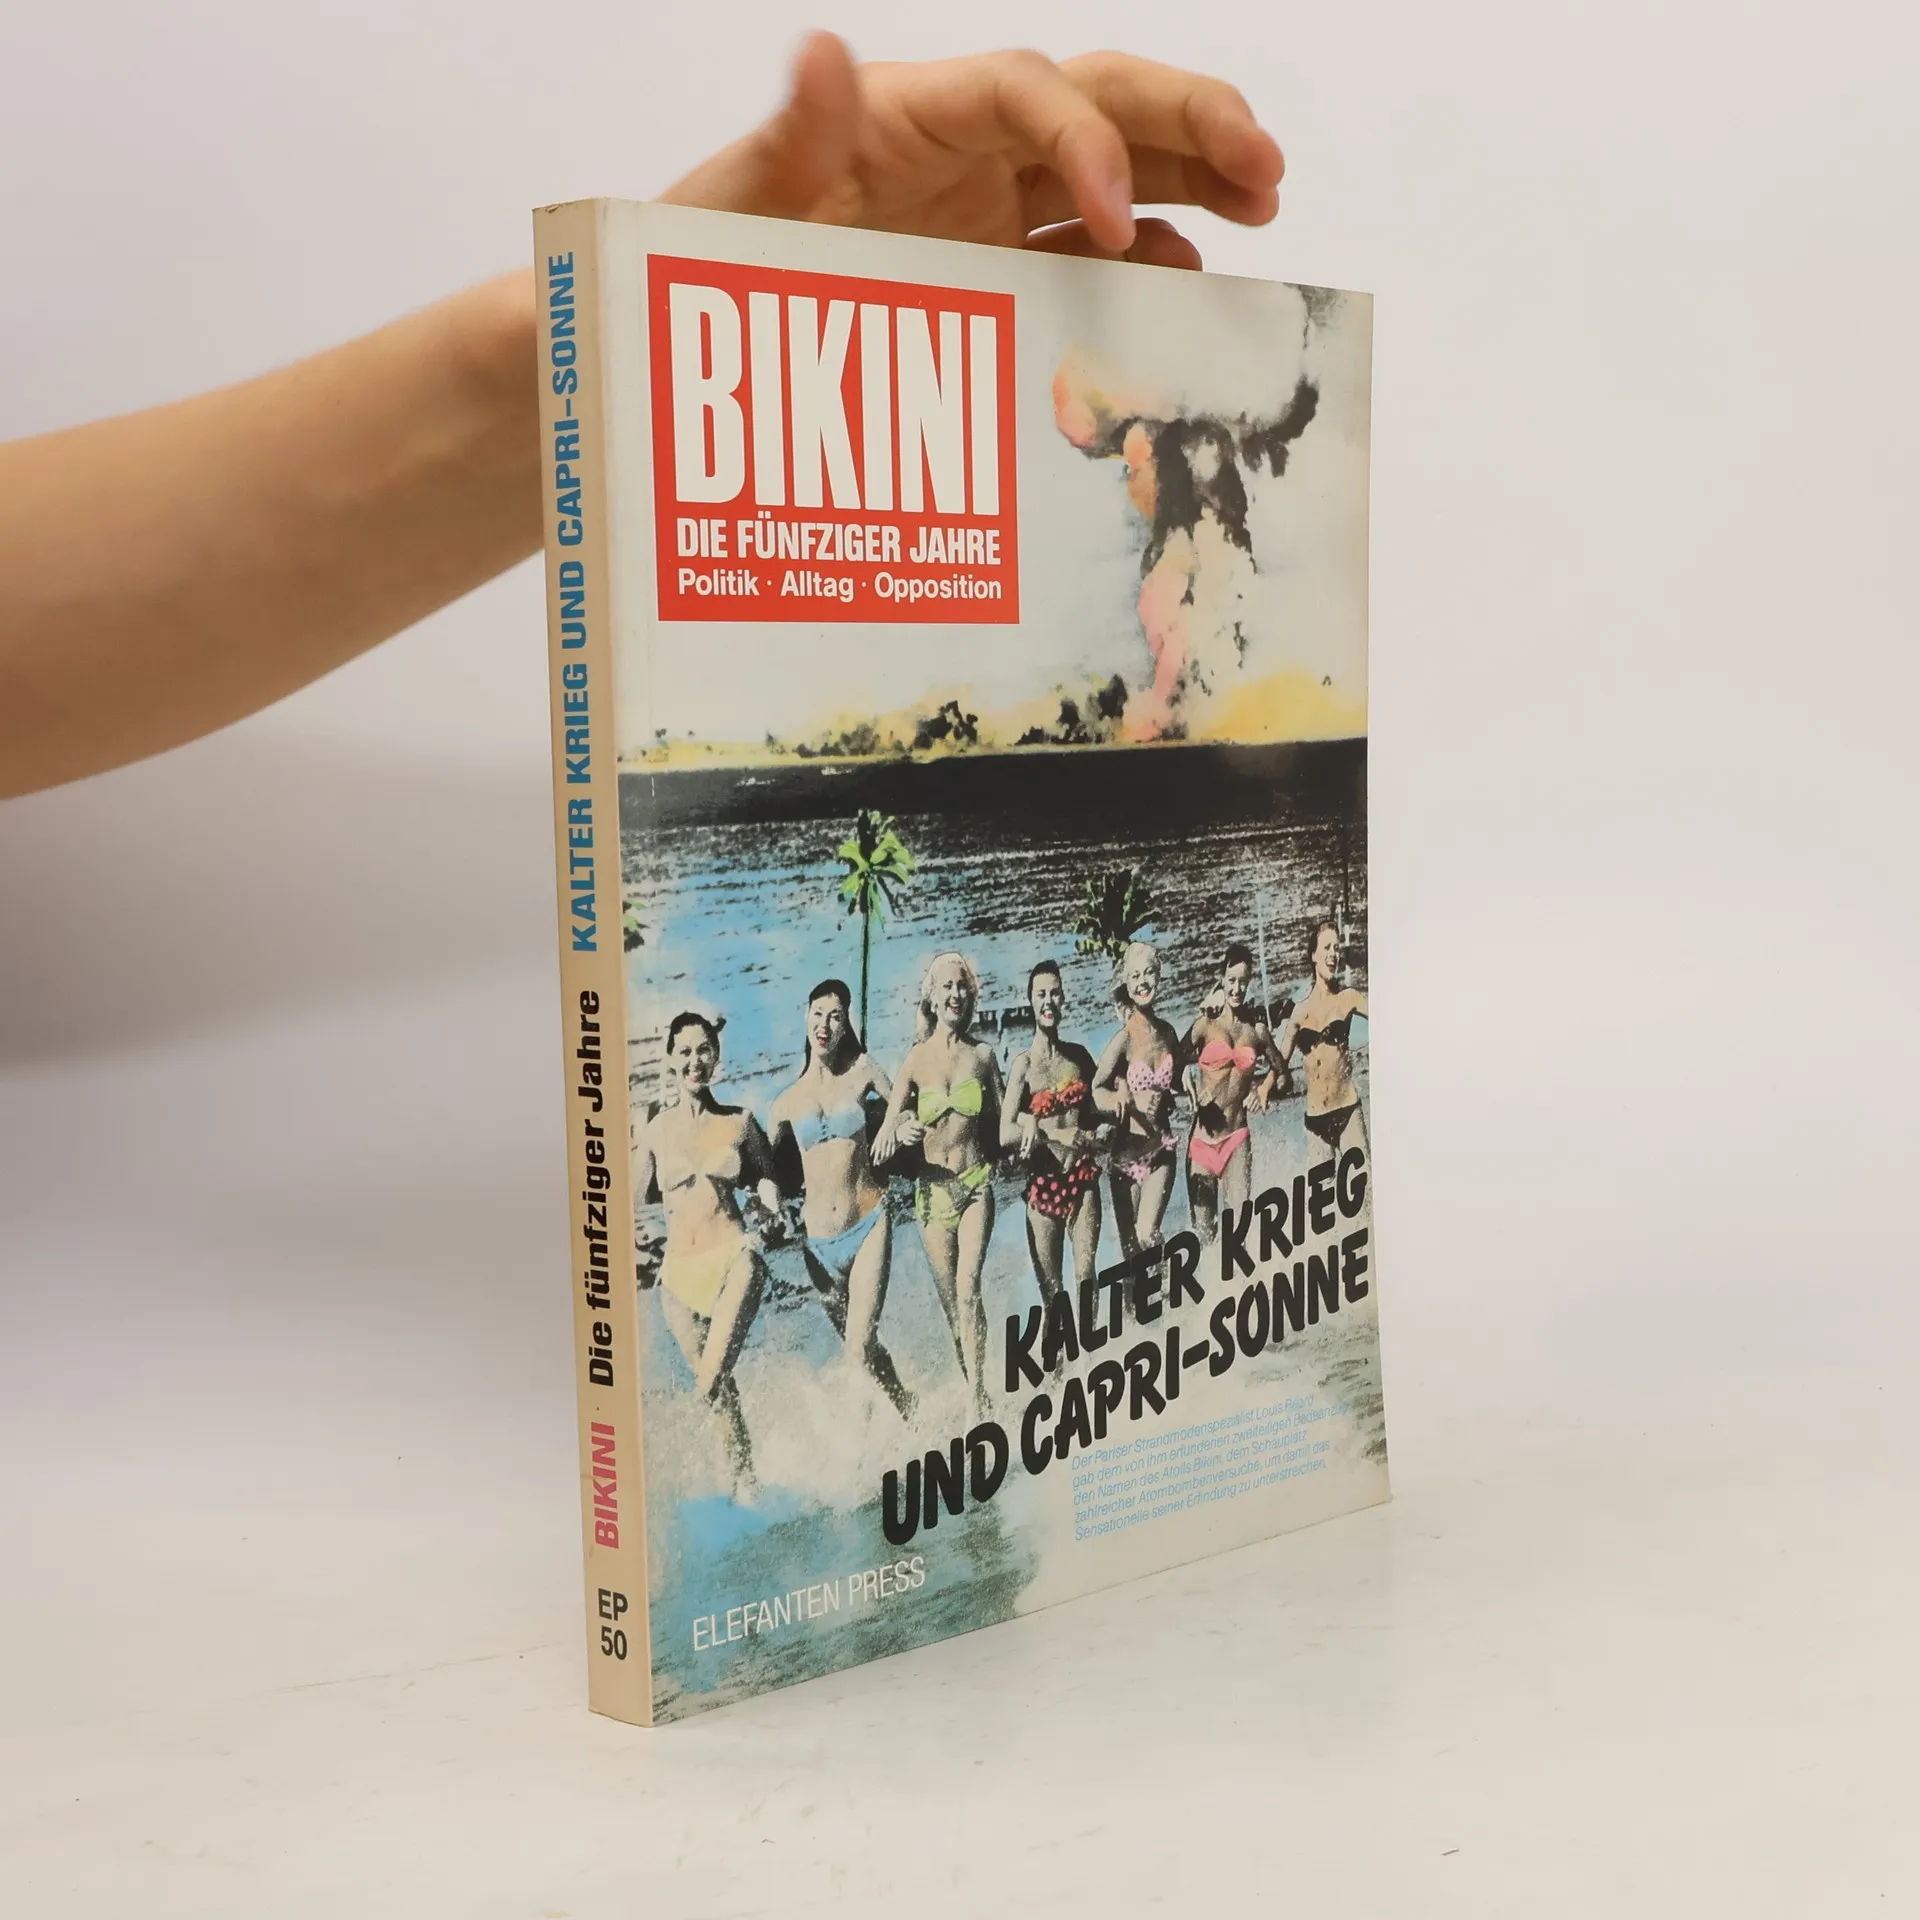 BIKINI
DIE FÜNFZIGER JAHRE
Politik · Alltag · Opposition
KALTER KRIEG
UND CAPRI-SONNE
Der Pariser Strandmodenspezialist Louis Réard
gab dem von ihm erfundenen zweiteiligen Badeanzug
den Namen des Atolls Bikini, dem Schauplatz
zahlreicher Atombombenversuche, um damit das
Sensationelle seiner Erfindung zu unterstreichen.
ELEFANTEN PRESS
EP
50
BIKINI · Die fünfziger Jahre KALTER KRIEG UND CAPRI-SONNE